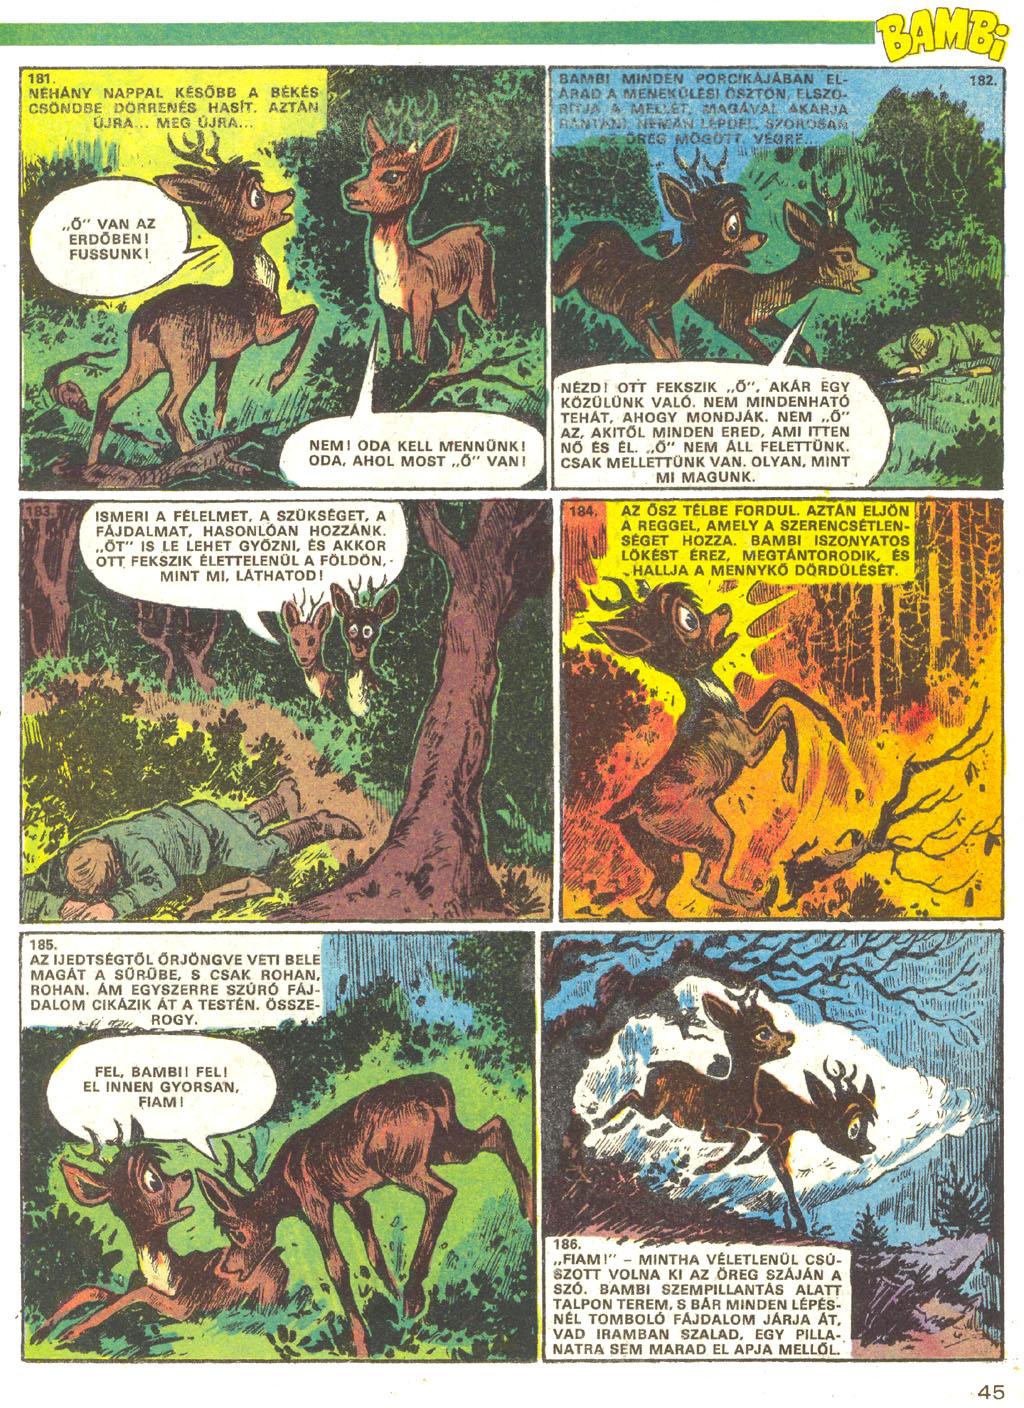 BAMBi
181.
NÉHÁNY NAPPAL KÉSŐBB A BÉKÉS
CSÖNDBE DÖRRENÉS HASÍT. AZTÁN
ÚJRA... MEG ÚJRA...
„Ő" VAN AZ
ERDŐBEN!
FUSSUNK!
NEM! ODA KELL MENNÜNK!
ODA, AHOL MOST „Ő" VAN!
182.
BAMBI MINDEN PORCIKÁJÁBAN EL-
ÁRAD A MENEKÜLÉSI ÖSZTÖN, ELSZO-
RÍTJA A MELLÉT, MAGÁVAL AKARJA
RÁNTANI. NÉMÁN LÉPDEL, SZOROSAN
AZ ÖREG MÖGÖTT. VÉGRE...
NÉZD! OTT FEKSZIK „Ő", AKÁR EGY
KÖZÜLÜNK VALÓ. NEM MINDENHATÓ
TEHÁT, AHOGY MONDJÁK. NEM „Ő"
AZ, AKITŐL MINDEN ERED, AMI ITTEN
NŐ ÉS ÉL. „Ő" NEM ÁLL FELETTÜNK.
CSAK MELLETTÜNK VAN. OLYAN, MINT
MI MAGUNK.
183.
ISMERI A FÉLELMET, A SZÜKSÉGET, A
FÁJDALMAT, HASONLÓAN HOZZÁNK.
„ŐT" IS LE LEHET GYŐZNI, ÉS AKKOR
OTT FEKSZIK ÉLETTELENÜL A FÖLDÖN,
MINT MI, LÁTHATOD!
184.
AZ ŐSZ TÉLBE FORDUL. AZTÁN ELJÖN
A REGGEL, AMELY A SZERENCSÉTLEN-
SÉGET HOZZA. BAMBI ISZONYATOS
LÖKÉST ÉREZ, MEGTÁNTORODIK, ÉS
HALLJA A MENNYKŐ DÖRDÜLÉSÉT.
185.
AZ IJEDTSÉGTŐL ŐRJÖNGVE VETI BELE
MAGÁT A SŰRŰBE, S CSAK ROHAN,
ROHAN. ÁM EGYSZERRE SZÚRÓ FÁJ-
DALOM CIKÁZIK ÁT A TESTÉN. ÖSSZE-
ROGY.
FEL, BAMBI! FEL!
EL INNEN GYORSAN,
FIAM!
186.
„FIAM!" – MINTHA VÉLETLENÜL CSÚ-
SZOTT VOLNA KI AZ ÖREG SZÁJÁN A
SZÓ. BAMBI SZEMPILLANTÁS ALATT
TALPON TEREM, S BÁR MINDEN LÉPÉS-
NÉL TOMBOLÓ FÁJDALOM JÁRJA ÁT,
VAD IRAMBAN SZALAD, EGY PILLA-
NATRA SEM MARAD EL APJA MELLŐL.
45